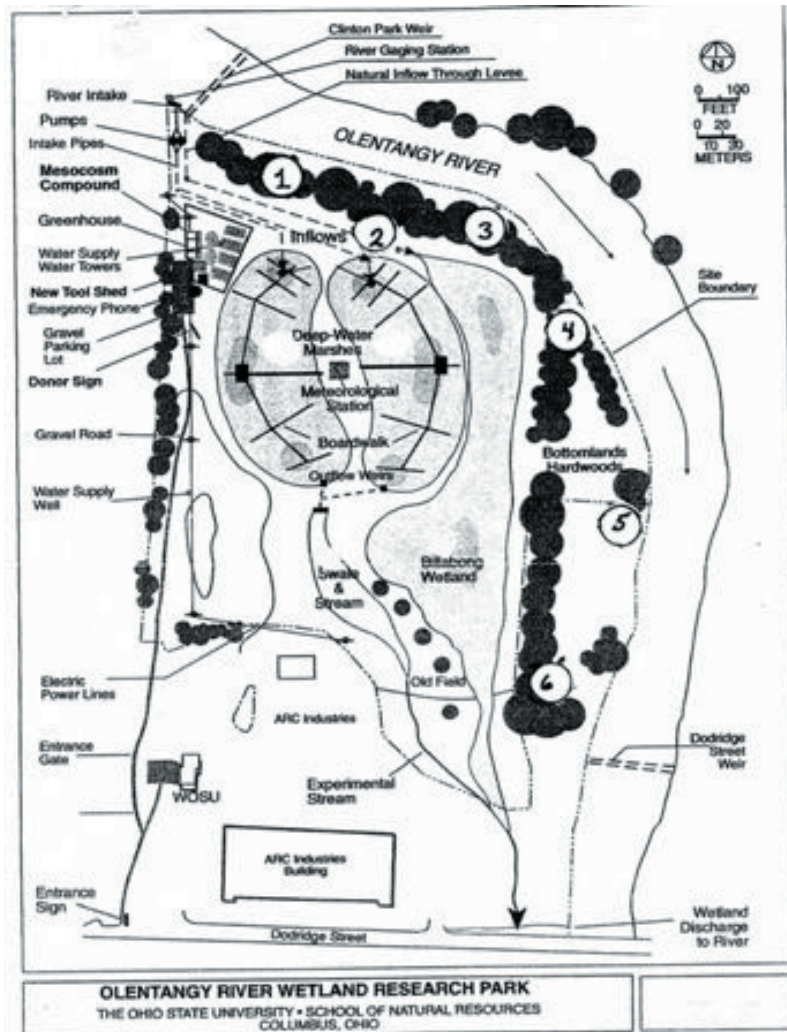 Clinton Park Weir
River Gaging Station
Natural Inflow Through Levee
River Intake
Pumps
Intake Pipes
Mesocosm
Compound
Greenhouse
Water Supply
Water Towers
New Tool Shed
Emergency Phone
Gravel
Parking
Lot
Donor Sign
Gravel Road
Water Supply
Well
Electric
Power Lines
Entrance
Gate
WOSU
Entrance
Sign
0 100
FEET
0 20
10 30
METERS
OLENTANGY RIVER
1
2
3
4
5
6
Inflows
Deep-Water
Marshes
Meteorological
Station
Boardwalk
Outflow Weirs
Site
Boundary
Bottomlands
Hardwoods
Billabong
Wetland
Swale
&
Stream
Old Field
ARC Industries
Experimental
Stream
Dodridge
Street
Weir
ARC Industries
Building
Wetland
Discharge
to River
Dodridge Street
OLENTANGY RIVER WETLAND RESEARCH PARK
THE OHIO STATE UNIVERSITY • SCHOOL OF NATURAL RESOURCES
COLUMBUS, OHIO